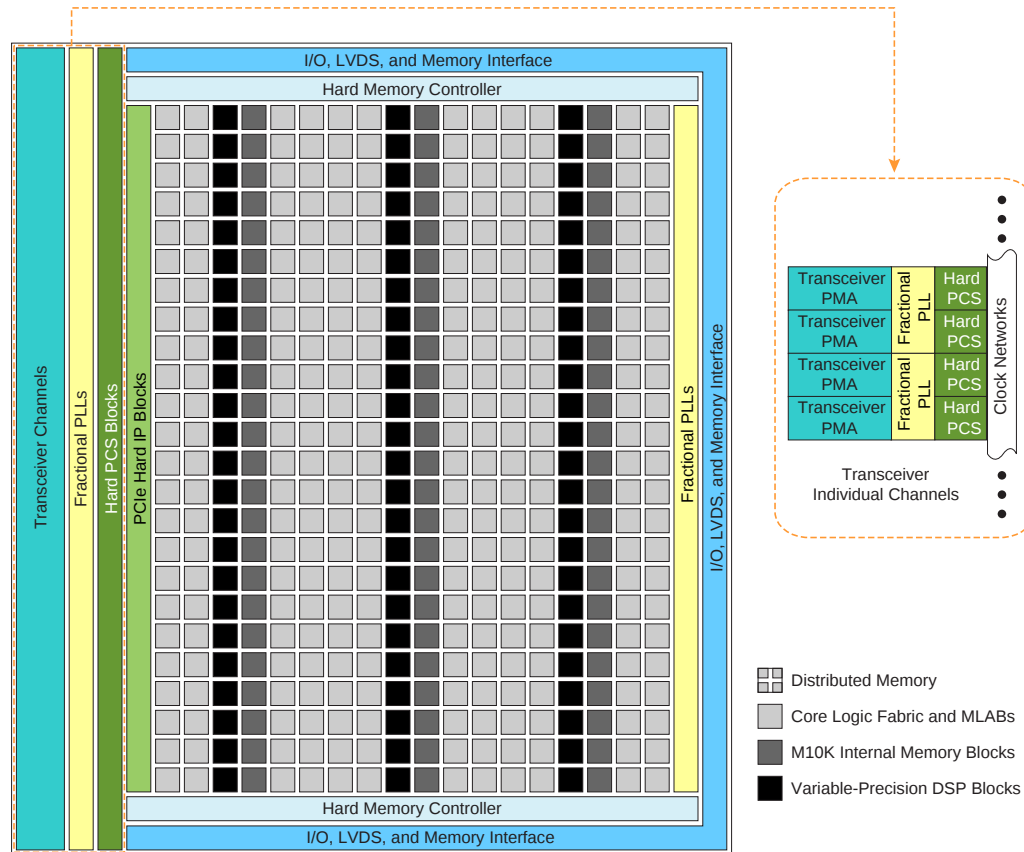 I/O, LVDS, and Memory Interface
Hard Memory Controller
Transceiver Channels
Fractional PLLs
Hard PCS Blocks
PCIe Hard IP Blocks
Fractional PLLs
I/O, LVDS, and Memory Interface
Hard Memory Controller
I/O, LVDS, and Memory Interface
Transceiver
PMA
Transceiver
PMA
Transceiver
PMA
Transceiver
PMA
Fractional
PLL
Fractional
PLL
Hard
PCS
Hard
PCS
Hard
PCS
Hard
PCS
Clock Networks
Transceiver
Individual Channels
Distributed Memory
Core Logic Fabric and MLABs
M10K Internal Memory Blocks
Variable-Precision DSP Blocks